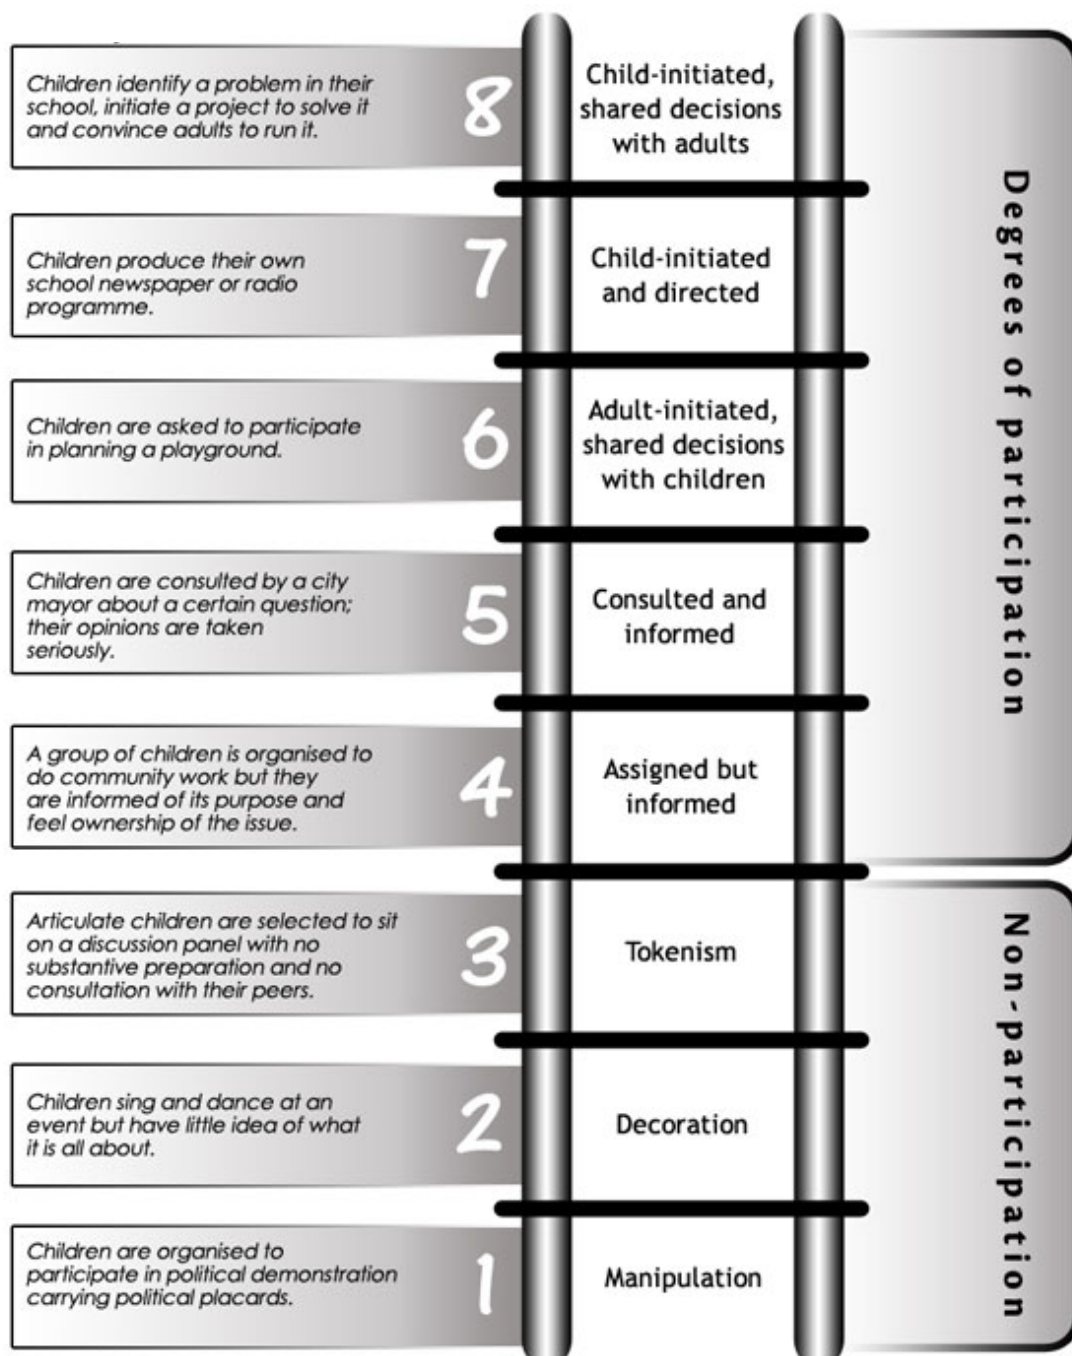 Children identify a problem in their
school, initiate a project to solve it
and convince adults to run it.
8
Child-initiated,
shared decisions
with adults
Children produce their own
school newspaper or radio
programme.
7
Child-initiated
and directed
Children are asked to participate
in planning a playground.
6
Adult-initiated,
shared decisions
with children
Children are consulted by a city
mayor about a certain question;
their opinions are taken
seriously.
5
Consulted and
informed
A group of children is organised to
do community work but they
are informed of its purpose and
feel ownership of the issue.
4
Assigned but
informed
Degrees of participation
Articulate children are selected to sit
on a discussion panel with no
substantive preparation and no
consultation with their peers.
3
Tokenism
Children sing and dance at an
event but have little idea of what
it is all about.
2
Decoration
Children are organised to
participate in political demonstration
carrying political placards.
1
Manipulation
Non-participation